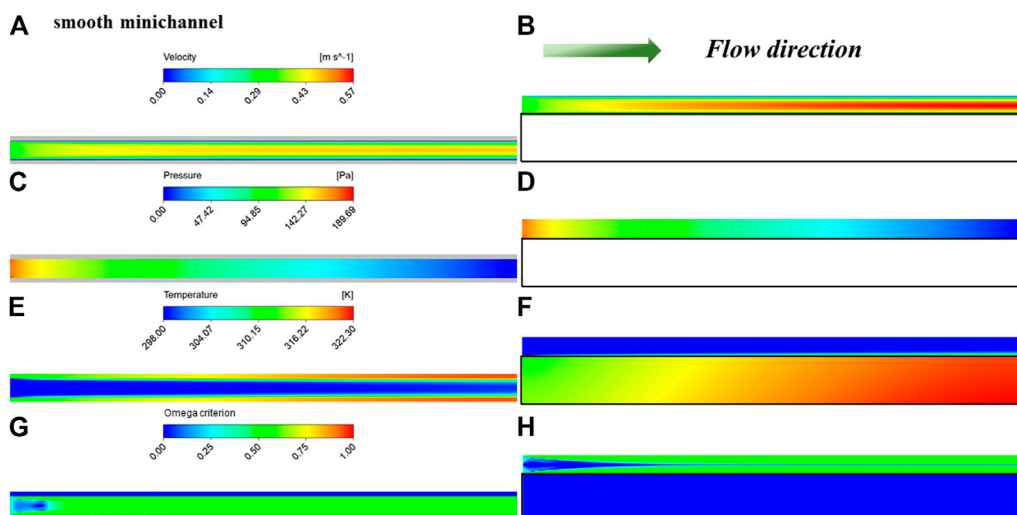 A smooth minichannel
B Flow direction
Velocity [m s^-1]
0.00 0.14 0.29 0.43 0.57
C Pressure [Pa]
0.00 47.42 94.85 142.27 189.69
D
E Temperature [K]
298.00 304.07 310.15 316.22 322.30
F
G Omega criterion
0.00 0.25 0.50 0.75 1.00
H